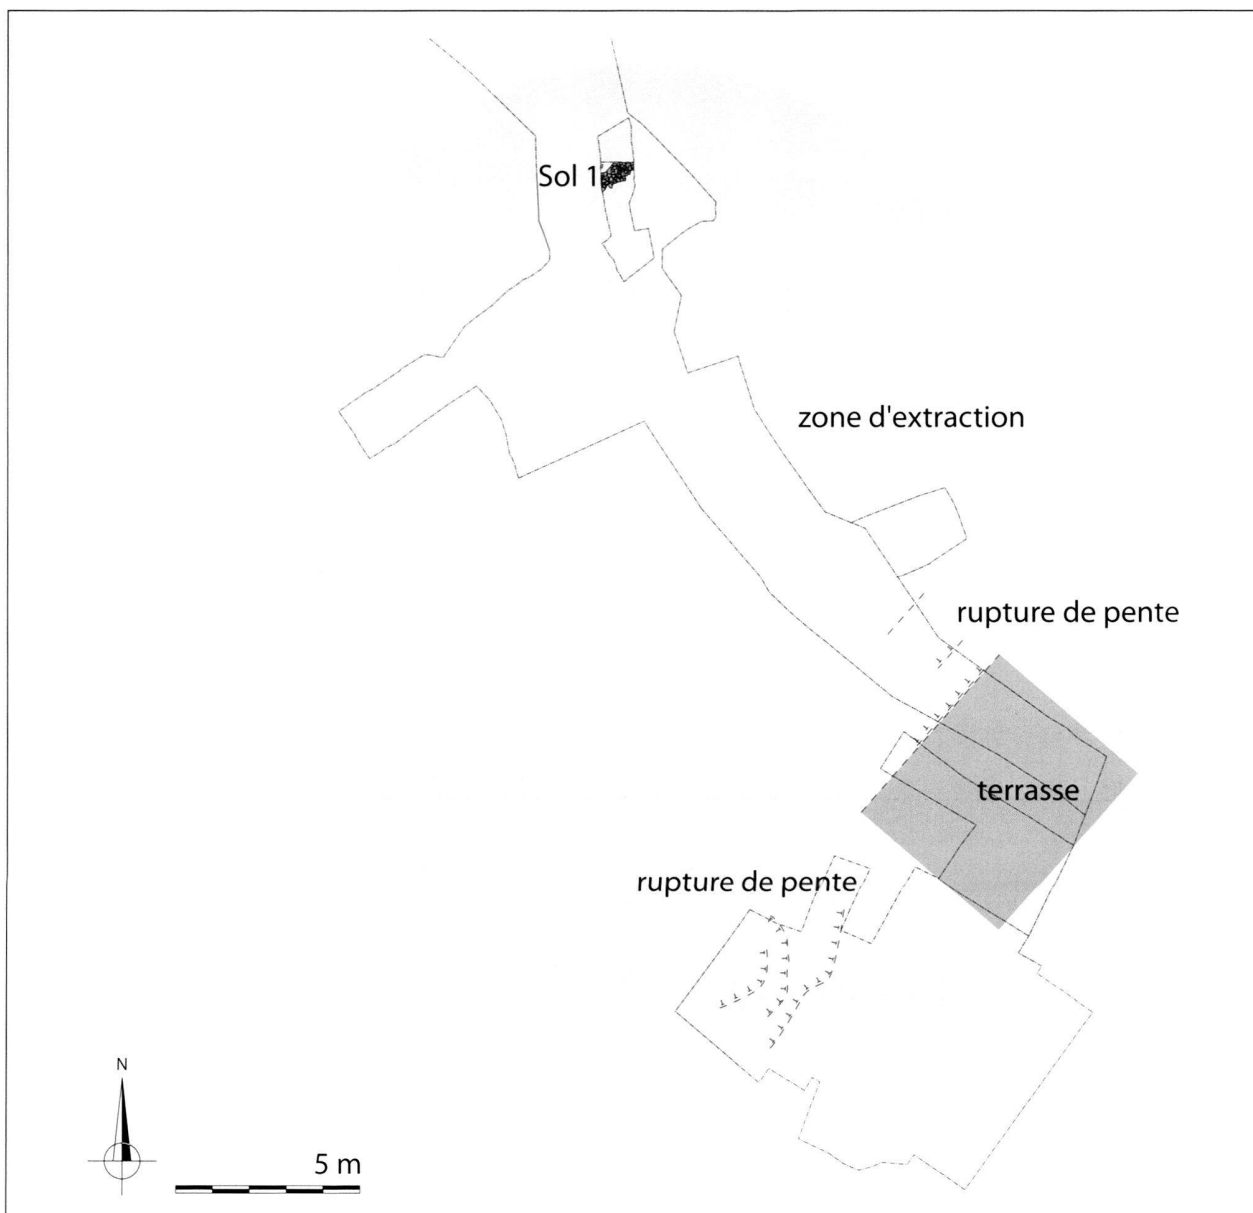 Sol 1
zone d'extraction
rupture de pente
terrasse
rupture de pente
N
5 m